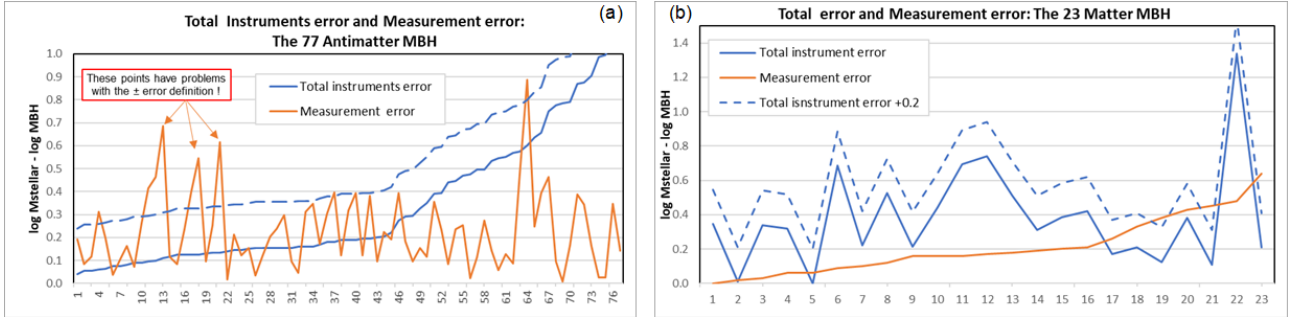 Total Instruments error and Measurement error:
The 77 Antimatter MBH
(a)
log Mstellar - log MBH
1.0
0.9
0.8
0.7
0.6
0.5
0.4
0.3
0.2
0.1
0.0
These points have problems
with the ± error definition !
Total instruments error
Measurement error
1 4 7 10 13 16 19 22 25 28 31 34 37 40 43 46 49 52 55 58 61 64 67 70 73 76
(b)
Total error and Measurement error: The 23 Matter MBH
log Mstellar - log MBH
1.4
1.2
1.0
0.8
0.6
0.4
0.2
0.0
Total instrument error
Measurement error
Total isnstrument error +0.2
1 2 3 4 5 6 7 8 9 10 11 12 13 14 15 16 17 18 19 20 21 22 23